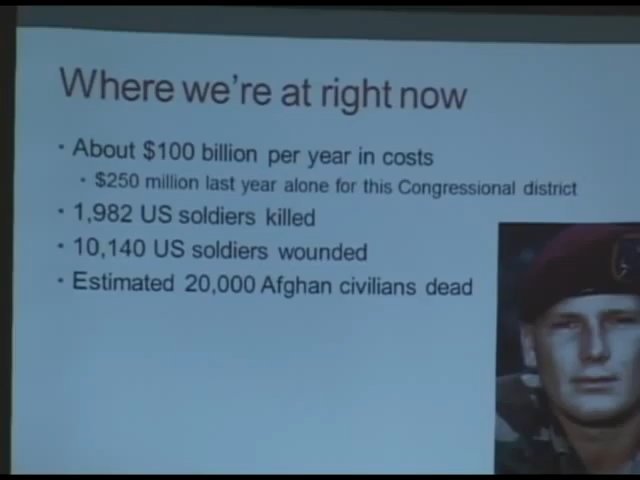 Where we're at right now
· About $100 billion per year in costs
· $250 million last year alone for this Congressional district
· 1,982 US soldiers killed
· 10,140 US soldiers wounded
· Estimated 20,000 Afghan civilians dead